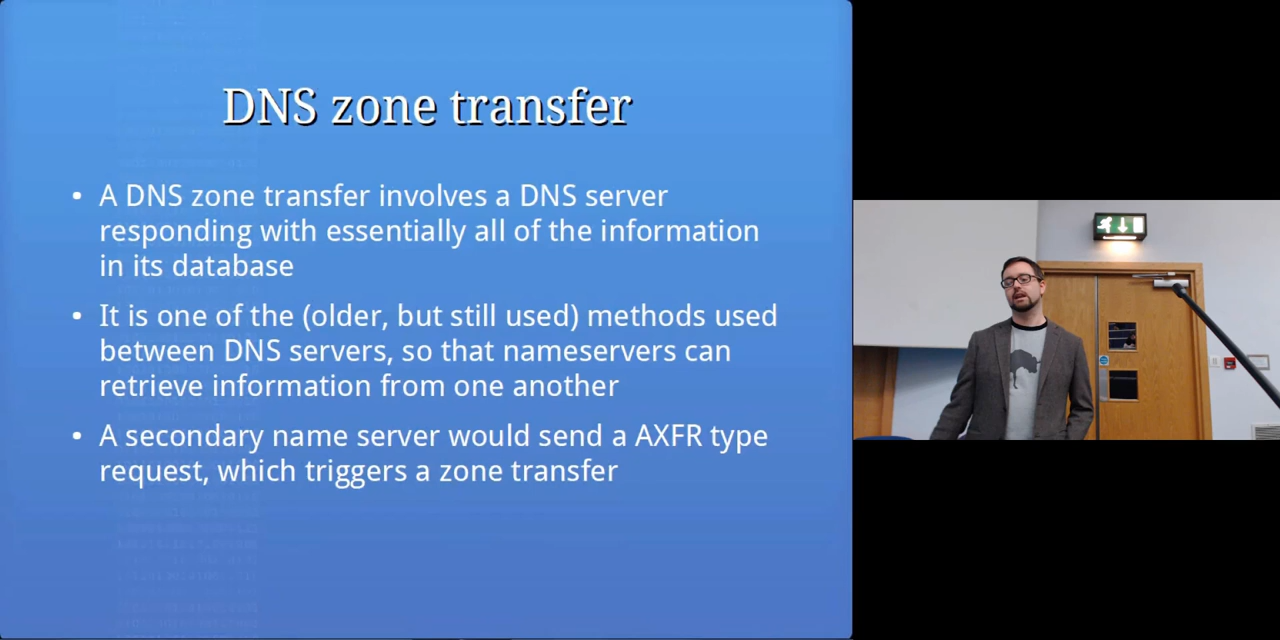 DNS zone transfer
• A DNS zone transfer involves a DNS server
responding with essentially all of the information
in its database
• It is one of the (older, but still used) methods used
between DNS servers, so that nameservers can
retrieve information from one another
• A secondary name server would send a AXFR type
request, which triggers a zone transfer